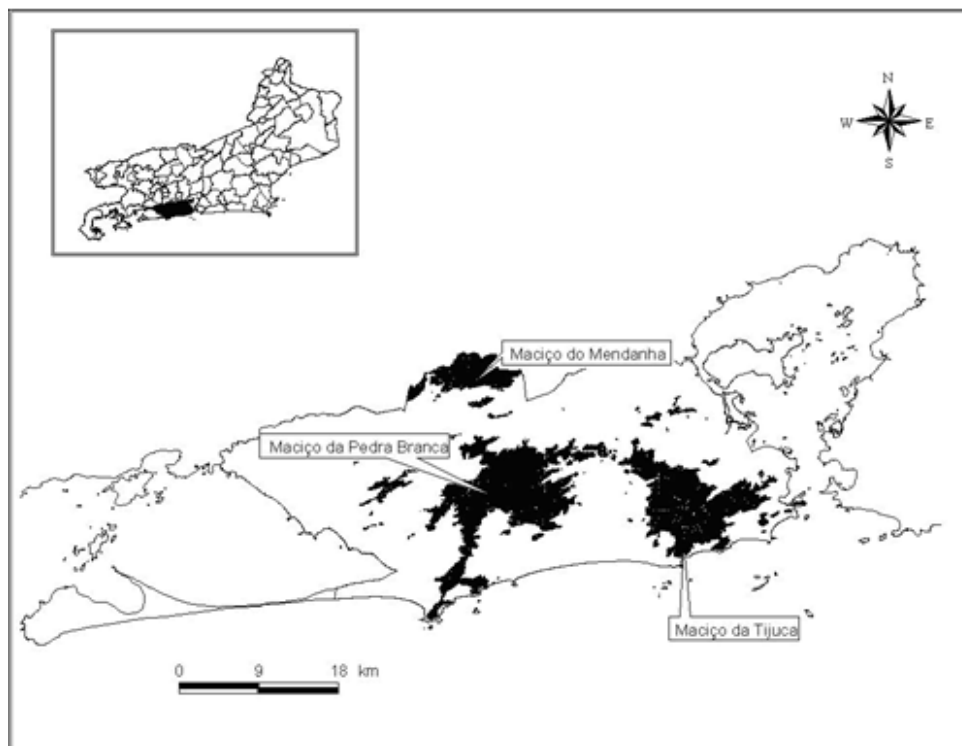 N
W E
S
Maciço do Mendanha
Maciço da Pedra Branca
Maciço da Tijuca
0 9 18 km